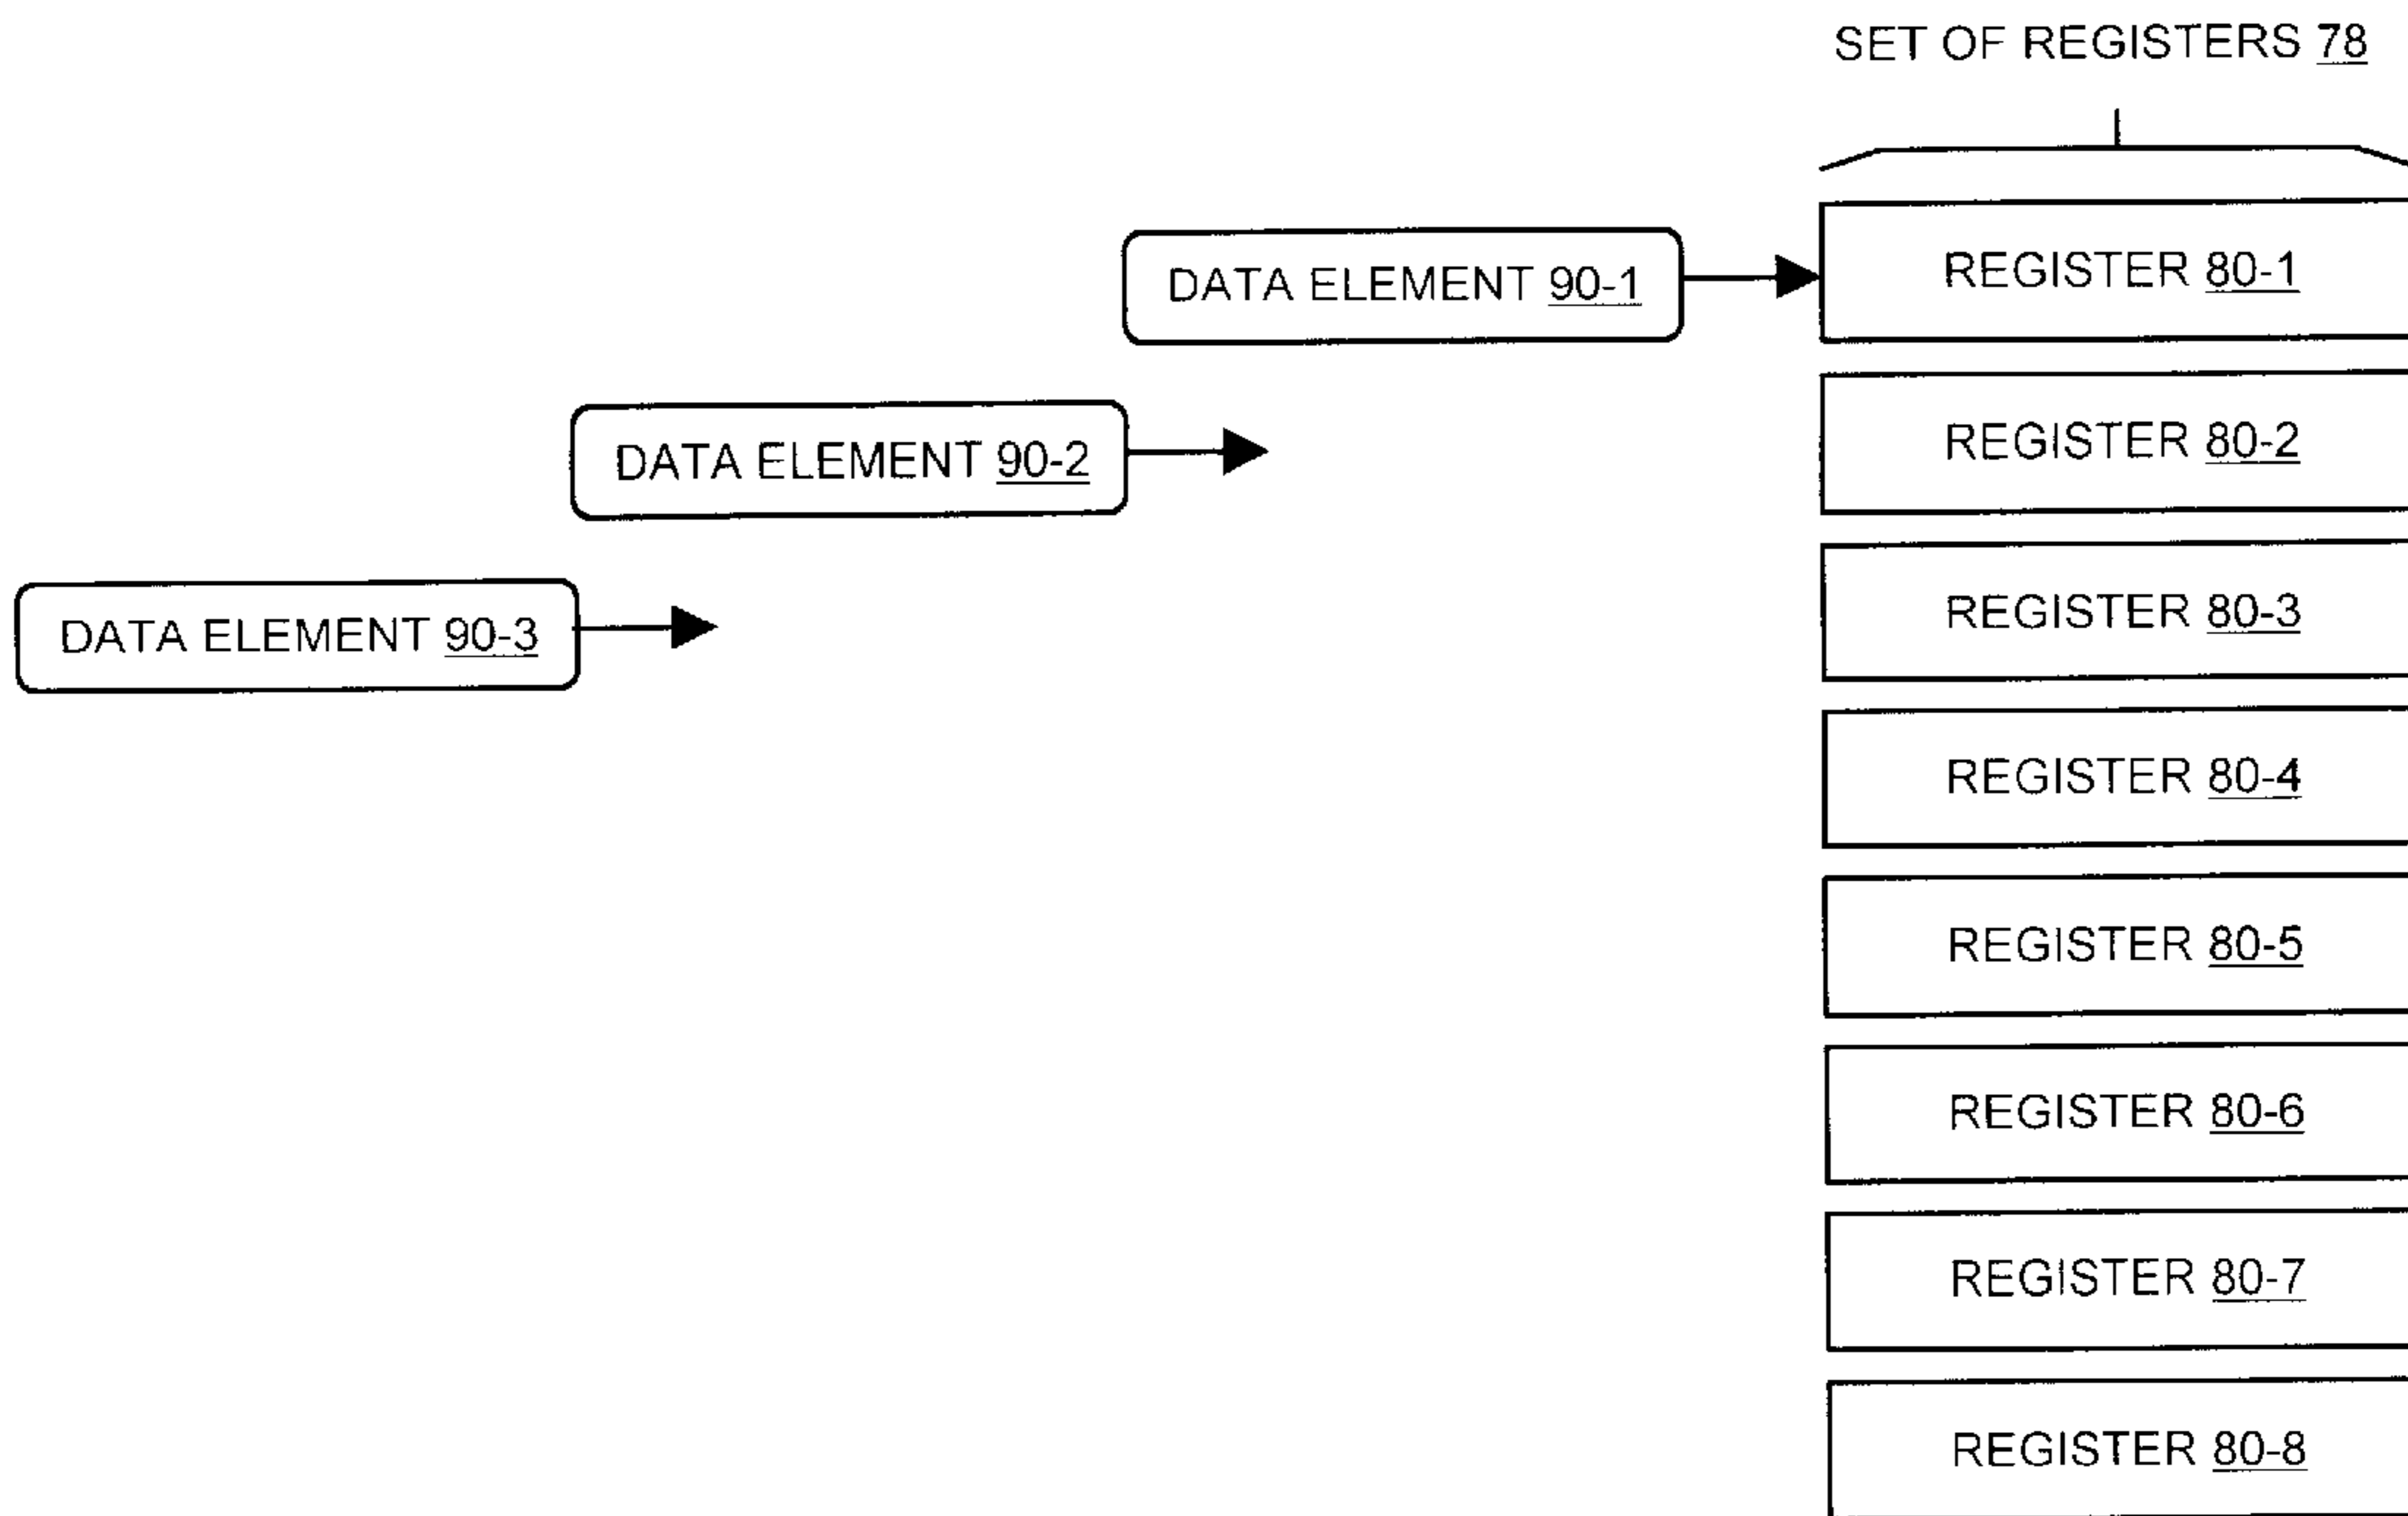 SET OF REGISTERS 78
DATA ELEMENT 90-1
REGISTER 80-1
DATA ELEMENT 90-2
REGISTER 80-2
DATA ELEMENT 90-3
REGISTER 80-3
REGISTER 80-4
REGISTER 80-5
REGISTER 80-6
REGISTER 80-7
REGISTER 80-8